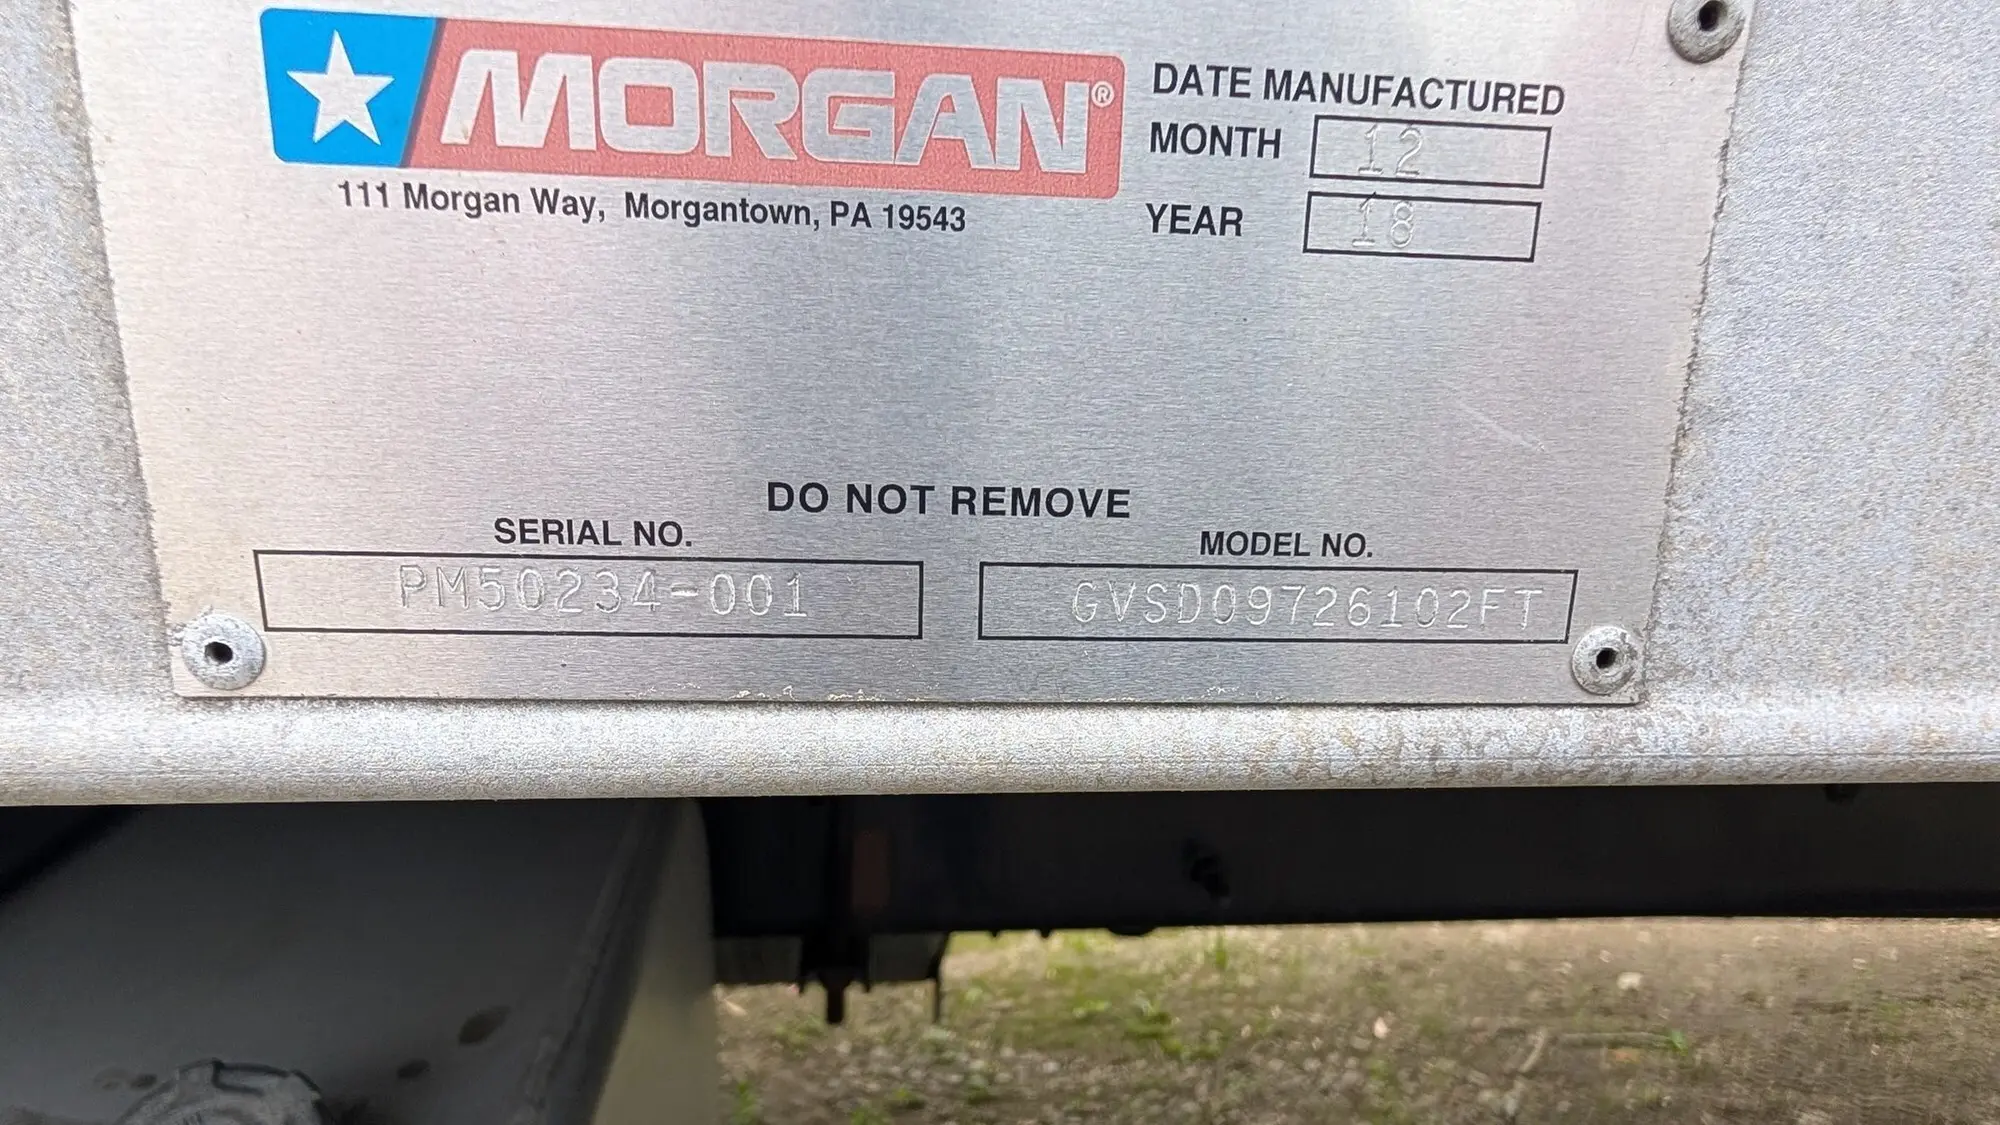 MORGAN®
111 Morgan Way, Morgantown, PA 19543
DATE MANUFACTURED
MONTH 12
YEAR 18
DO NOT REMOVE
SERIAL NO.
PM50234-001
MODEL NO.
GVSD09726102FT